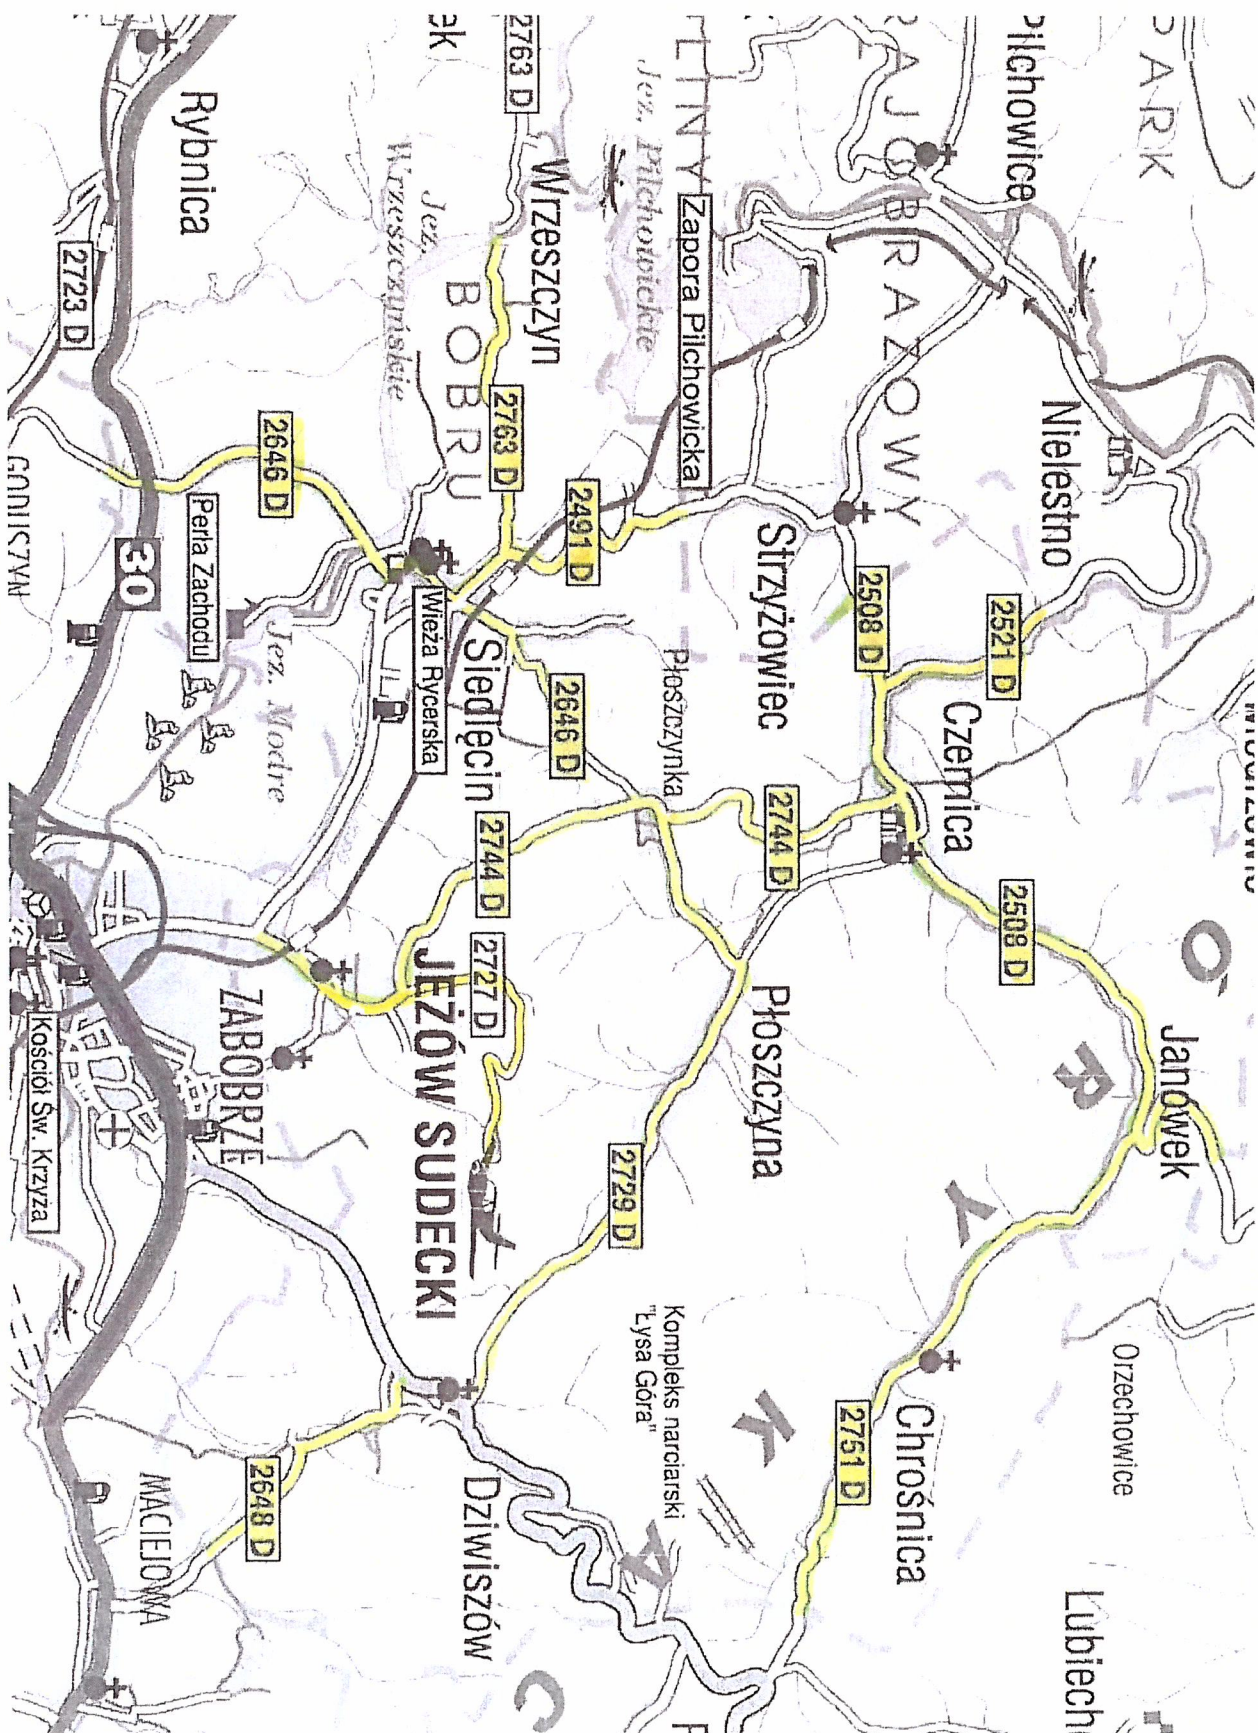 PARK
Orzechowice
Janówek
Pilchowice
Nielestno
2521 D
2508 D
KRAJOBRAZOWY
Czernica
Chrośnica
2508 D
2751 D
Strzyżowiec
2744 D
Płoszczyna
Zapora Pilchowicka
Płoszczynka
Kompleks narciarski
"Łysa Góra"
Jez. Pilchowickie
2729 D
2491 D
2646 D
Wrzeszczyn
2763 D
2763 D
Siedlęcin
2744 D
2727 D
Dziwiszów
BOBRU
Wieża Rycerska
JEŻÓW SUDECKI
Jez.
Wrzeszczyńskie
2646 D
Jez. Modre
ZABOBRZE
2648 D
Perła Zachodu
Rybnica
30
MACIEJOWA
2723 D
Kościół Św. Krzyża
GODUSZYN